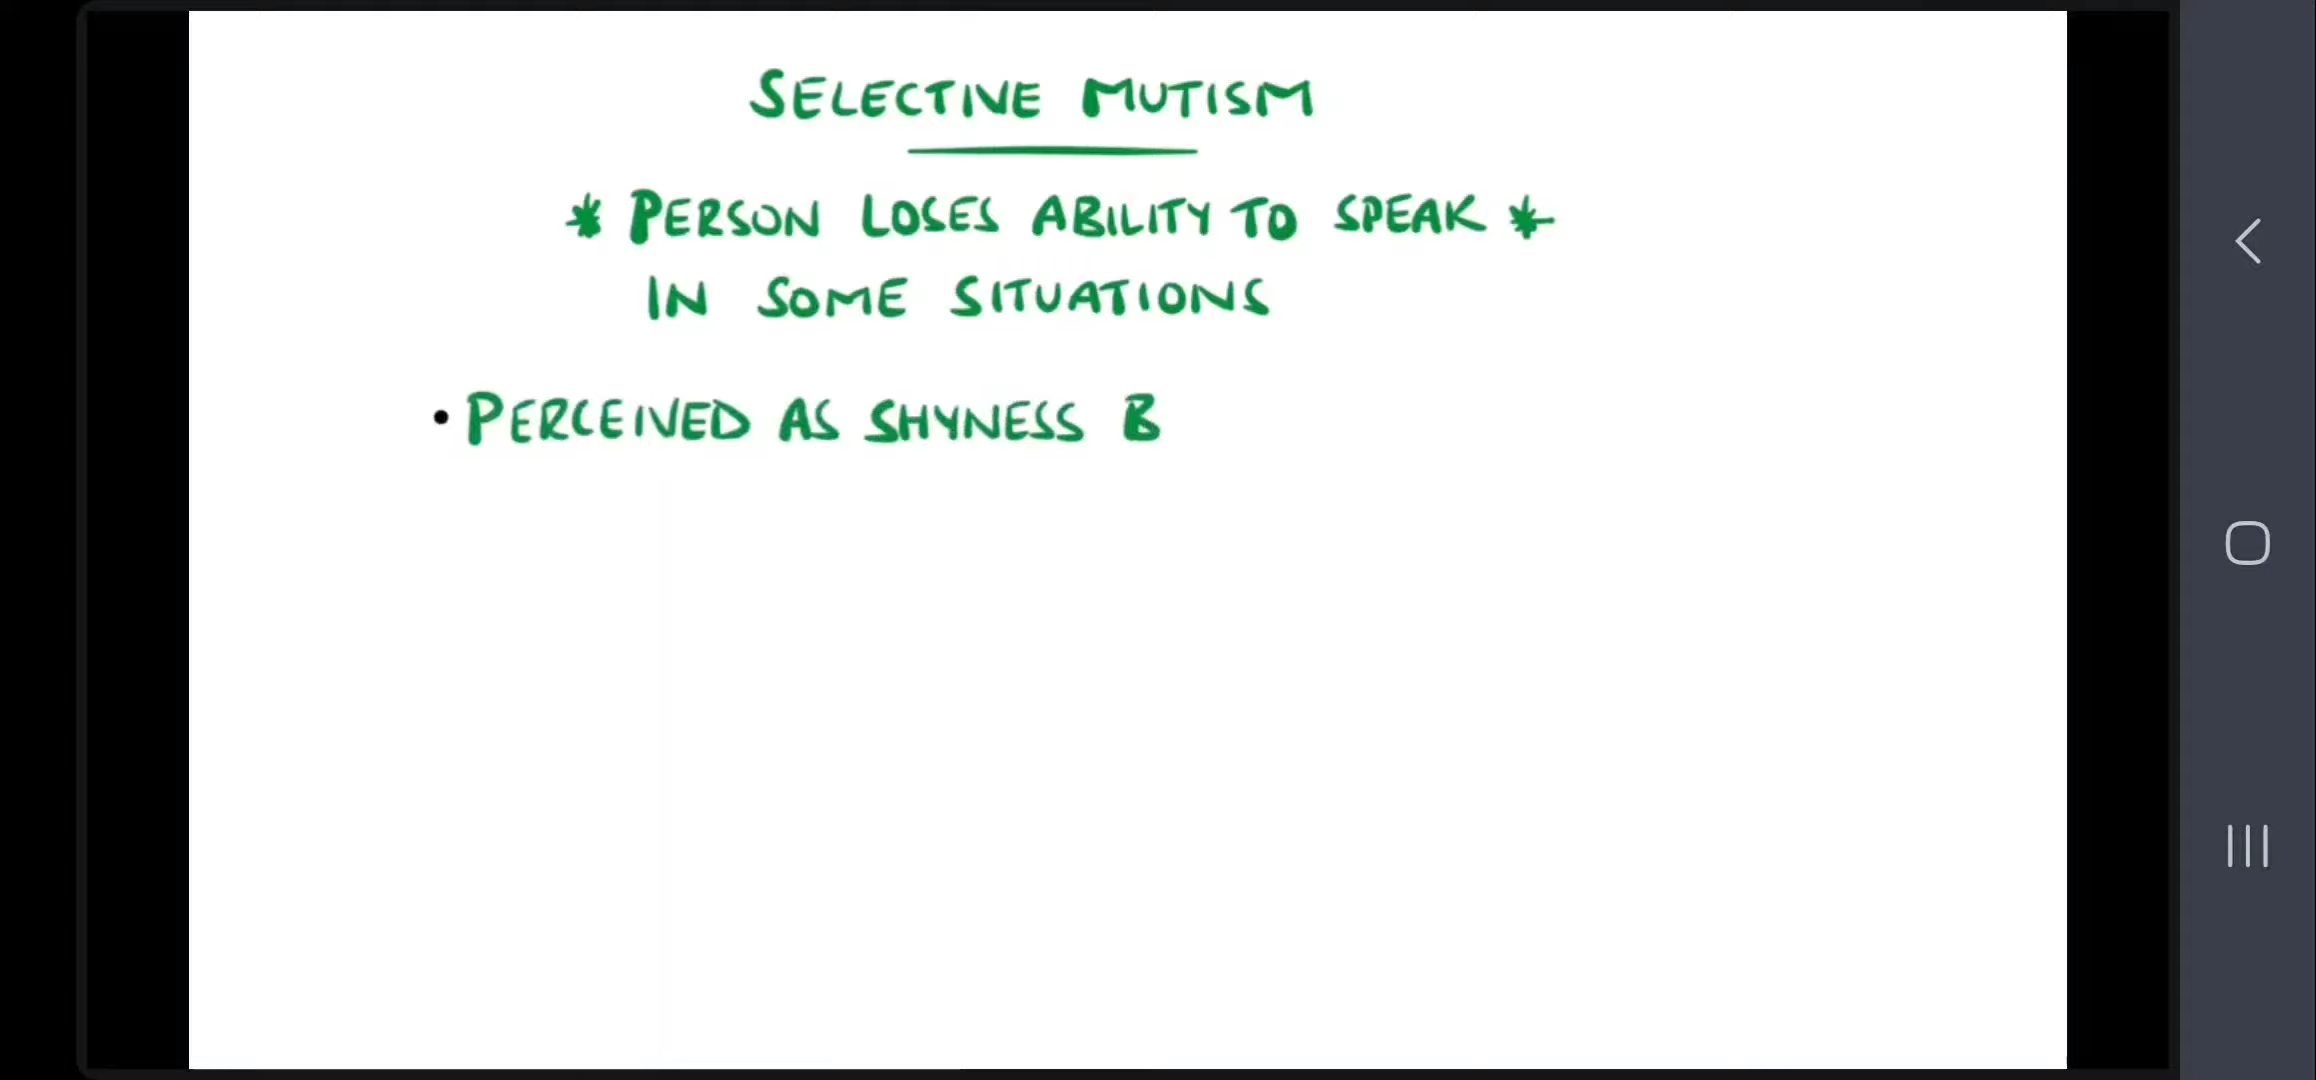 SELECTIVE MUTISM
* PERSON LOSES ABILITY TO SPEAK *
IN SOME SITUATIONS
• PERCEIVED AS SHYNESS B